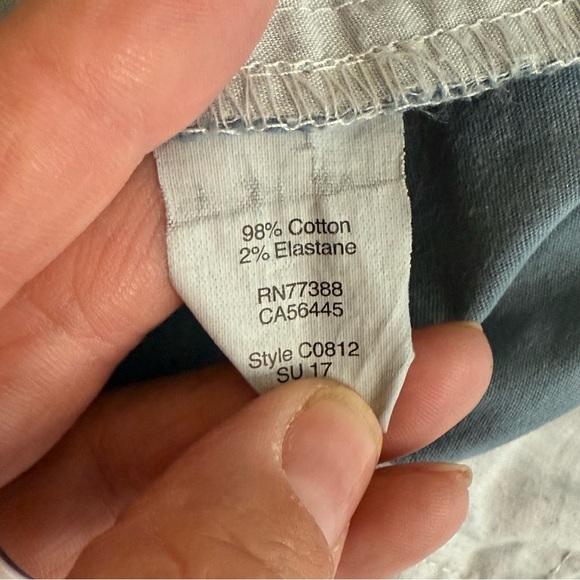 98% Cotton
2% Elastane
RN77388
CA56445
Style C0812
SU 17